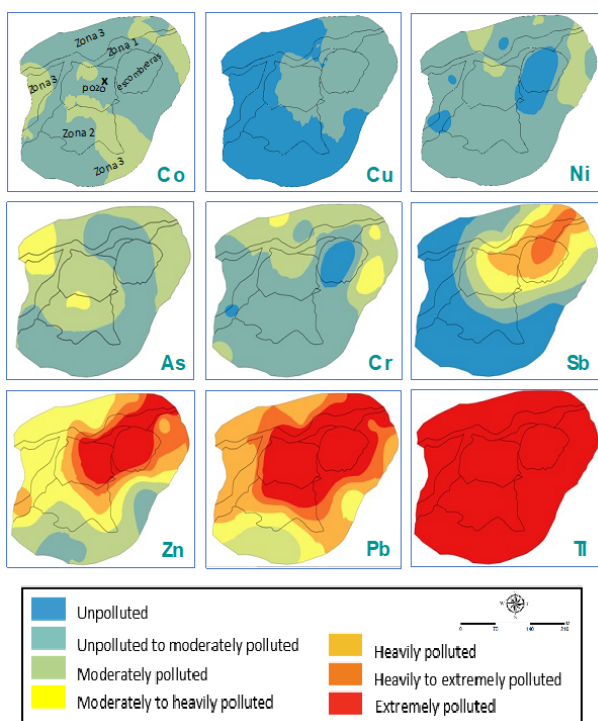 Zona 3
Zona 1
Zona 3
x
pozo
escombreras
Zona 2
Zona 3
Co
Cu
Ni
As
Cr
Sb
Zn
Pb
Tl
Unpolluted
Unpolluted to moderately polluted
Moderately polluted
Moderately to heavily polluted
Heavily polluted
Heavily to extremely polluted
Extremely polluted
0
140